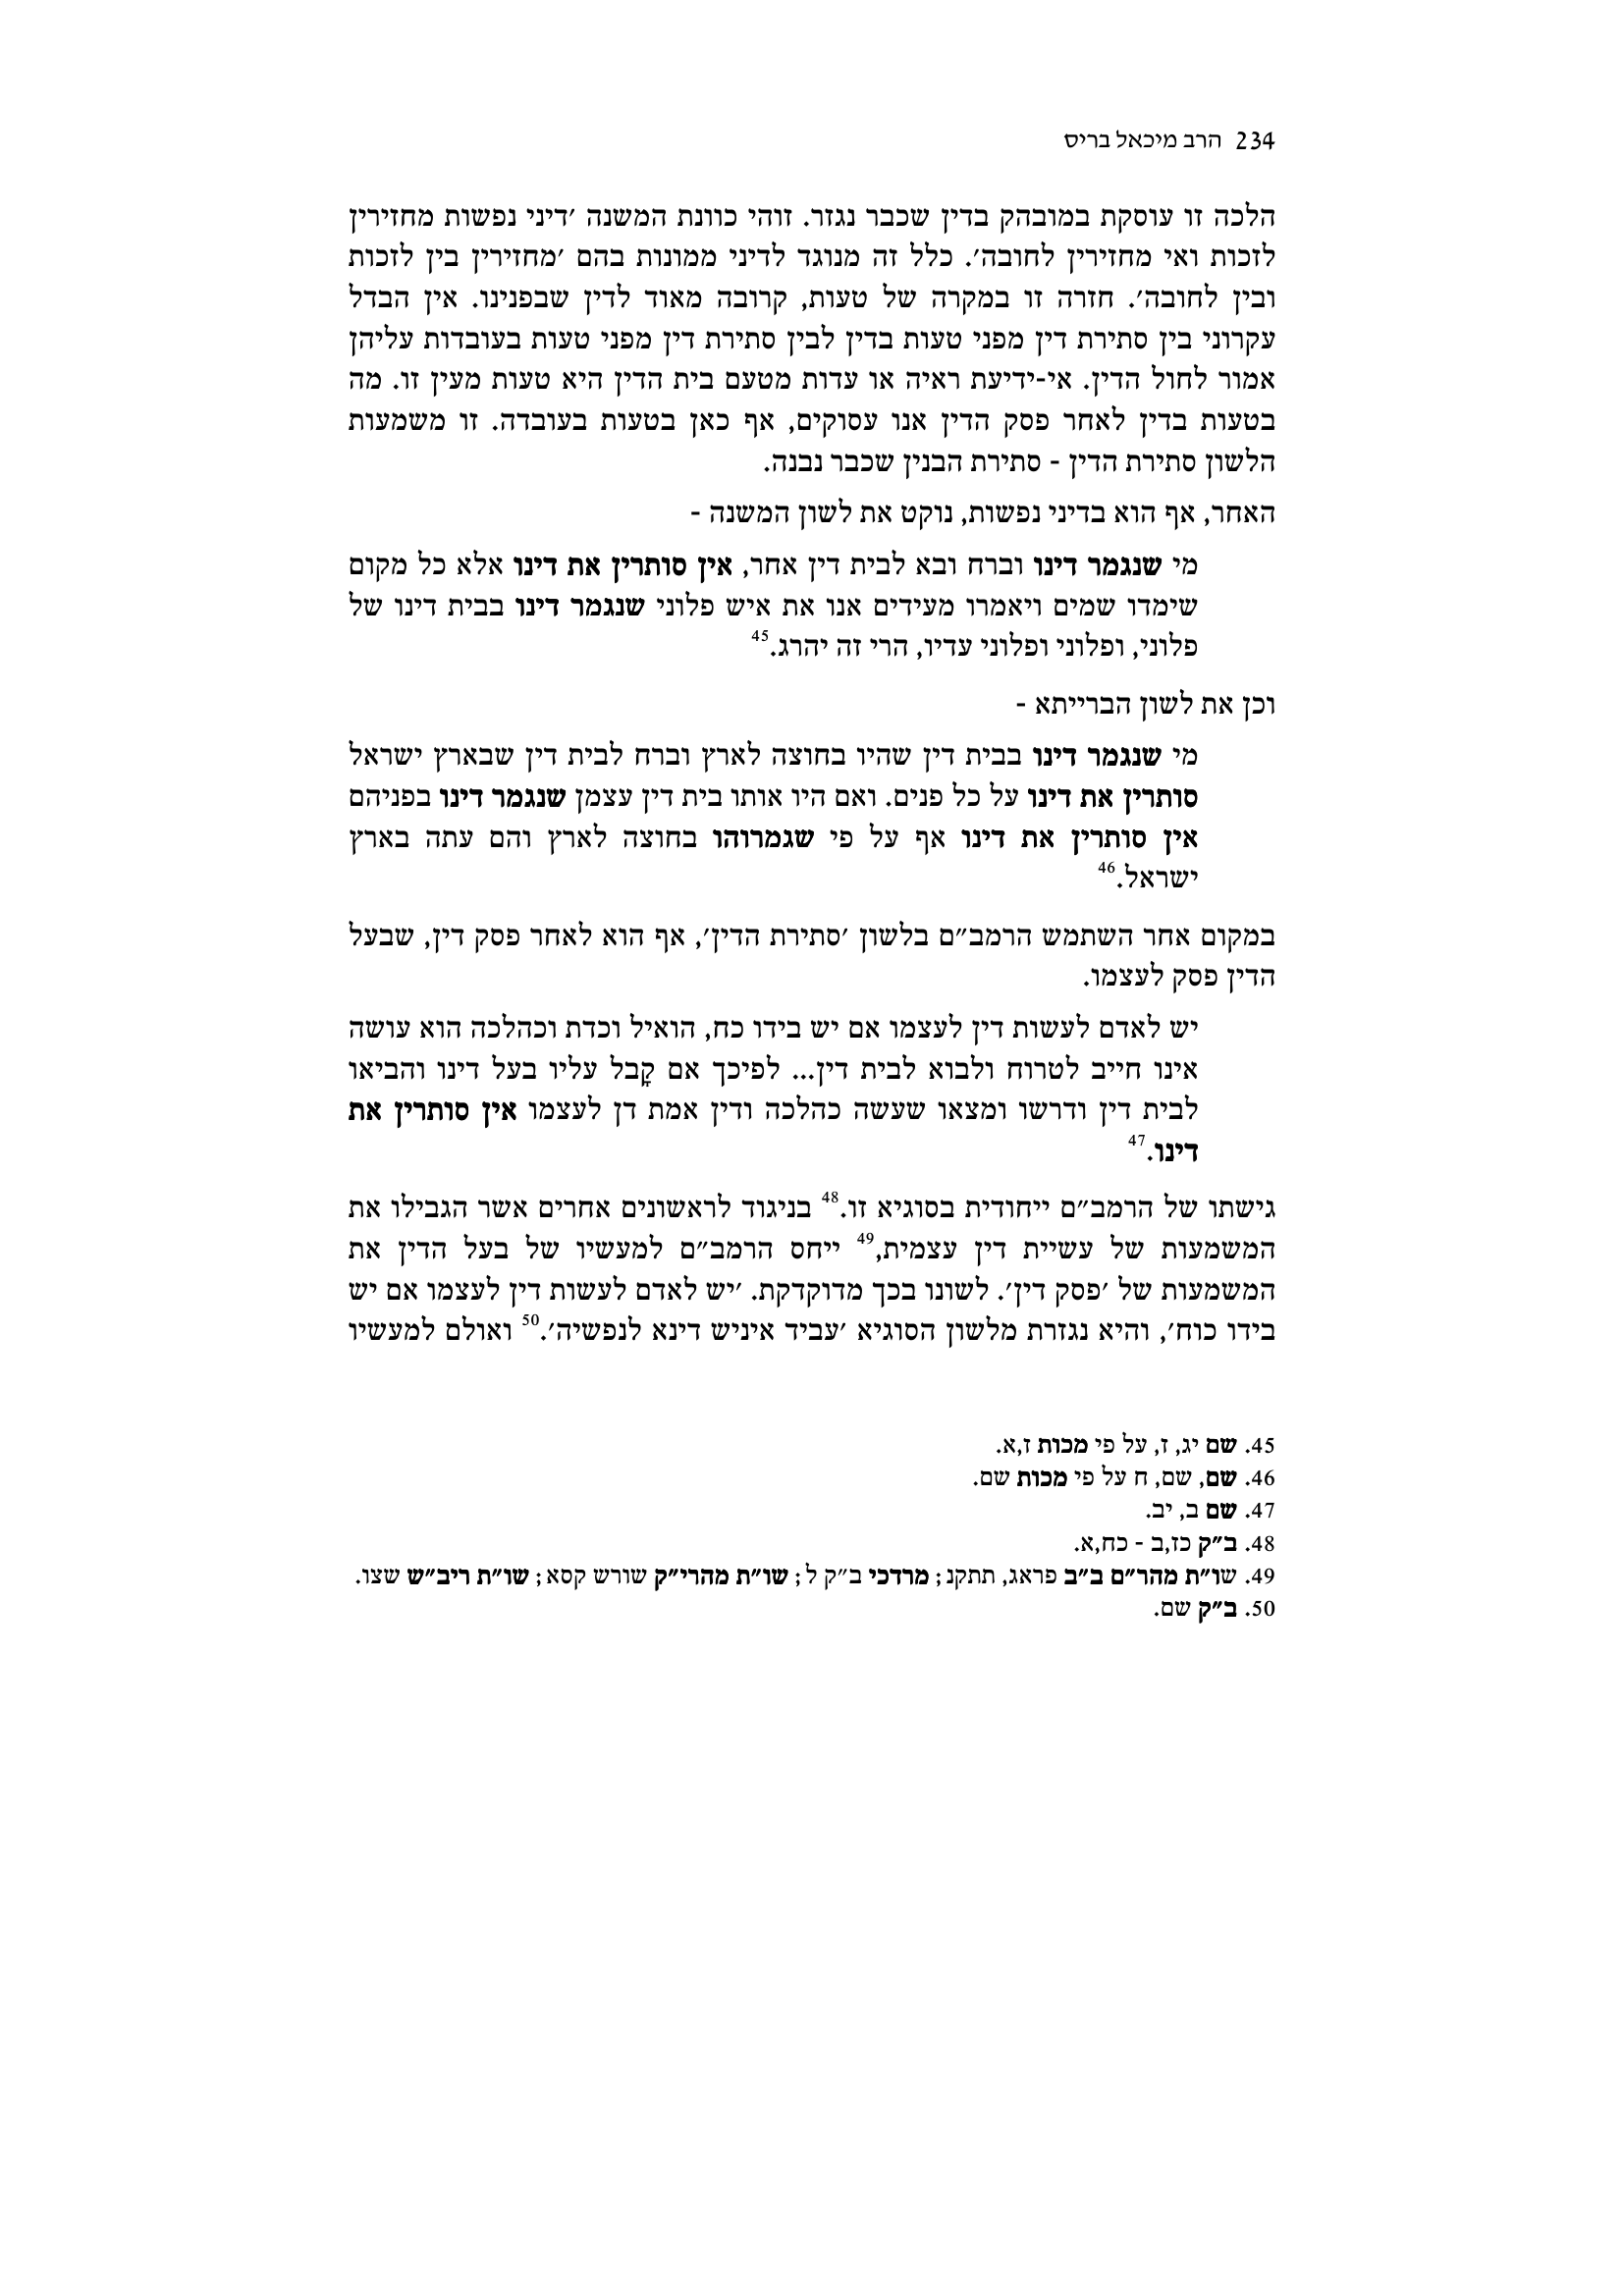 234 הרב מיכאל בריס
הלכה זו עוסקת במובהק בדין שכבר נגזר. זוהי כוונת המשנה 'דיני נפשות מחזירין
לזכות ואי מחזירין לחובה'. כלל זה מנוגד לדיני ממונות בהם 'מחזירין בין לזכות
ובין לחובה'. חזרה זו במקרה של טעות, קרובה מאוד לדין שבפנינו. אין הבדל
עקרוני בין סתירת דין מפני טעות בדין לבין סתירת דין מפני טעות בעובדות עליהן
אמור לחול הדין. אי-ידיעת ראיה או עדות מטעם בית הדין היא טעות מעין זו. מה
בטעות בדין לאחר פסק הדין אנו עסוקים, אף כאן בטעות בעובדה. זו משמעות
הלשון סתירת הדין - סתירת הבנין שכבר נבנה.
האחר, אף הוא בדיני נפשות, נוקט את לשון המשנה -
מי שנגמר דינו וברח ובא לבית דין אחר, אין סותרין את דינו אלא כל מקום
שימדו שמים ויאמרו מעידים אנו את איש פלוני שנגמר דינו בבית דינו של
פלוני, ופלוני ופלוני עדיו, הרי זה יהרג.45
וכן את לשון הברייתא -
מי שנגמר דינו בבית דין שהיו בחוצה לארץ וברח לבית דין שבארץ ישראל
סותרין את דינו על כל פנים. ואם היו אותו בית דין עצמן שנגמר דינו בפניהם
אין סותרין את דינו אף על פי שגמרוהו בחוצה לארץ והם עתה בארץ
ישראל.46
במקום אחר השתמש הרמב״ם בלשון 'סתירת הדין', אף הוא לאחר פסק דין, שבעל
הדין פסק לעצמו.
יש לאדם לעשות דין לעצמו אם יש בידו כח, הואיל וכדת וכהלכה הוא עושה
אינו חייב לטרוח ולבוא לבית דין... לפיכך אם קָבל עליו בעל דינו והביאו
לבית דין ודרשו ומצאו שעשה כהלכה ודין אמת דן לעצמו אין סותרין את
דינו.47
גישתו של הרמב״ם ייחודית בסוגיא זו.48 בניגוד לראשונים אחרים אשר הגבילו את
המשמעות של עשיית דין עצמית,49 ייחס הרמב״ם למעשיו של בעל הדין את
המשמעות של 'פסק דין'. לשונו בכך מדוקדקת. 'יש לאדם לעשות דין לעצמו אם יש
בידו כוח', והיא נגזרת מלשון הסוגיא 'עביד איניש דינא לנפשיה'.50 ואולם למעשיו
45. שם יג, ז, על פי מכות ז,א.
46. שם, שם, ח על פי מכות שם.
47. שם ב, יב.
48. ב״ק כז,ב - כח,א.
49. שו״ת מהר״ם ב״ב פראג, תתקנ; מרדכי ב״ק ל; שו״ת מהרי״ק שורש קסא; שו״ת ריב״ש שצו.
50. ב״ק שם.